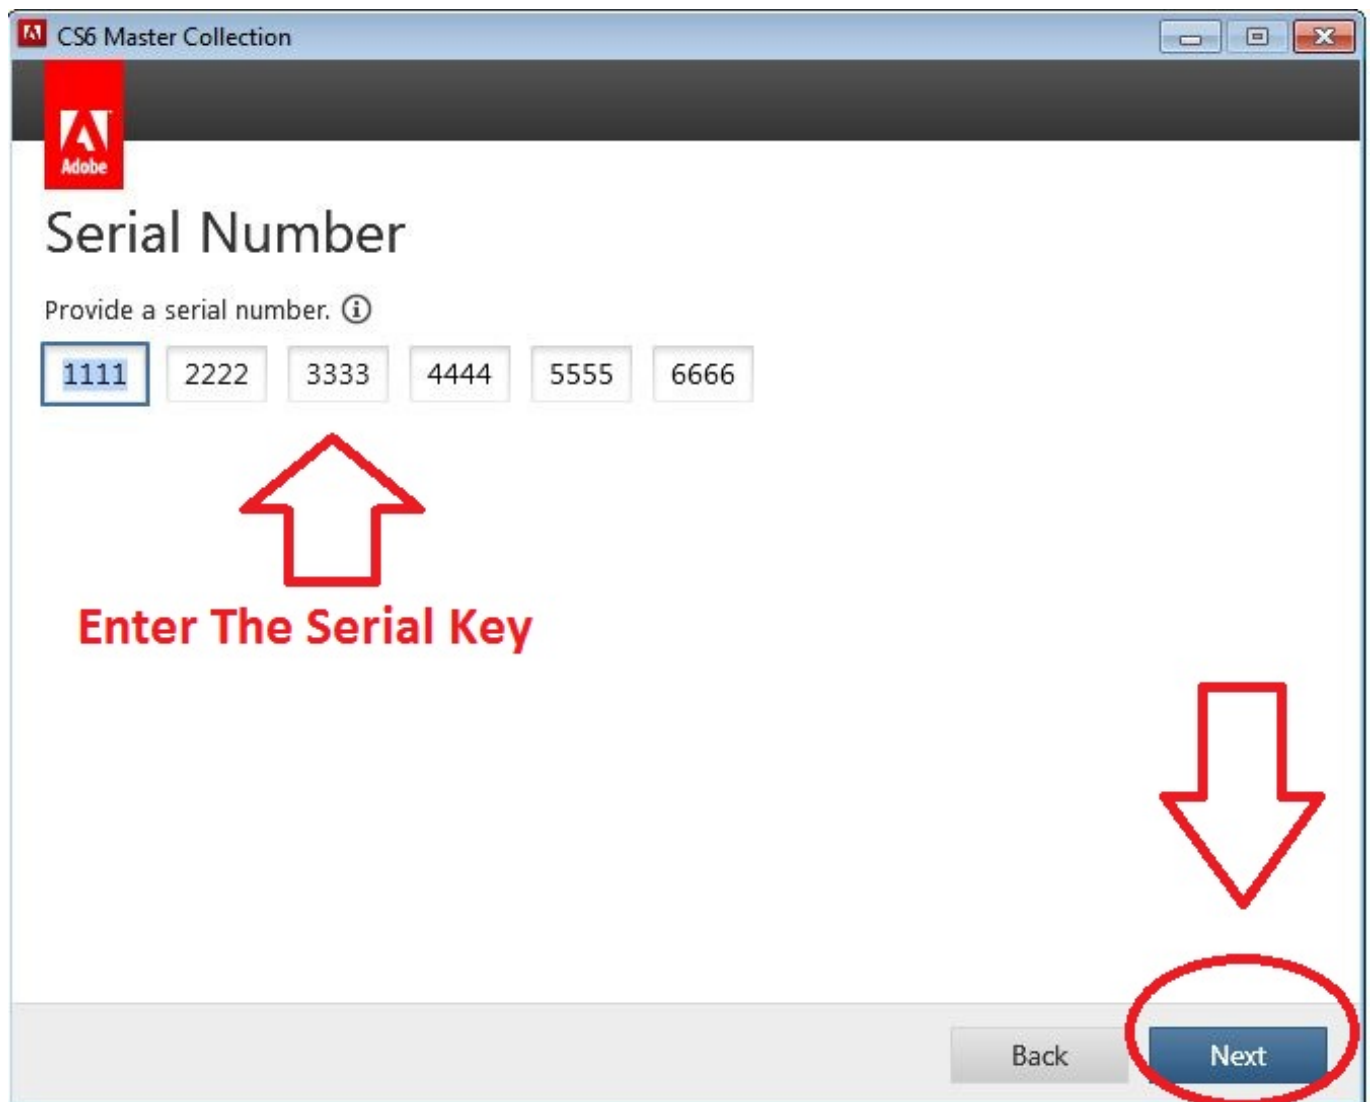 CS6 Master Collection
Adobe
Serial Number
Provide a serial number.
1111 2222 3333 4444 5555 6666
Enter The Serial Key
Back Next